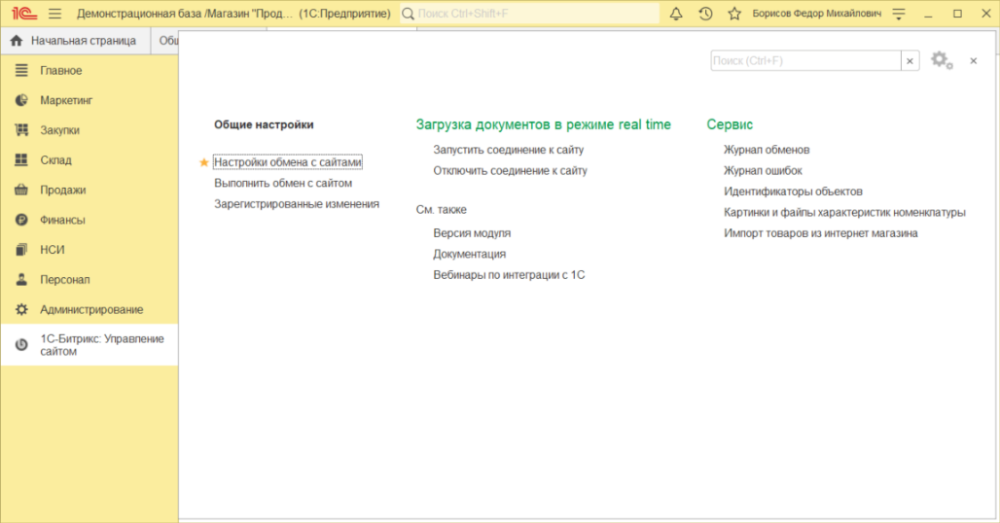 1С Демонстрационная база /Магазин "Прод... (1С:Предприятие) Поиск Ctrl+Shift+F Борисов Федор Михайлович
Начальная страница
Общ
Главное
Маркетинг
Закупки
Склад
Продажи
Финансы
НСИ
Персонал
Администрирование
1С-Битрикс: Управление
сайтом
Поиск (Ctrl+F)
Общие настройки
Настройки обмена с сайтами
Выполнить обмен с сайтом
Зарегистрированные изменения
Загрузка документов в режиме real time
Запустить соединение к сайту
Отключить соединение к сайту
См. также
Версия модуля
Документация
Вебинары по интеграции с 1С
Сервис
Журнал обменов
Журнал ошибок
Идентификаторы объектов
Картинки и файлы характеристик номенклатуры
Импорт товаров из интернет магазина